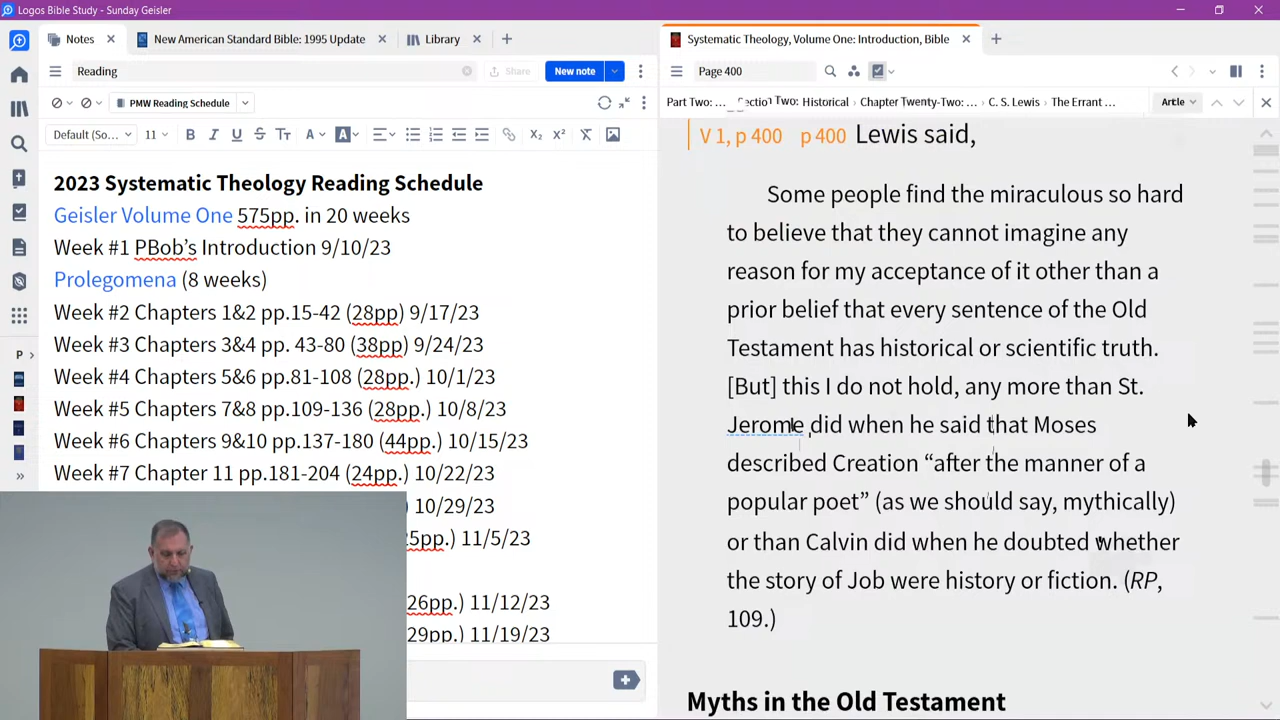 Logos Bible Study - Sunday Geisler
Notes
New American Standard Bible: 1995 Update
Library
Systematic Theology, Volume One: Introduction, Bible
Reading
Share
New note
Page 400
PMW Reading Schedule
Part Two: ...
Section Two: Historical
Chapter Twenty-Two: ...
C. S. Lewis
The Errant ...
Article
Default (So...
11
B I U S Tт A A
X₂ X²
2023 Systematic Theology Reading Schedule
Geisler Volume One 575pp. in 20 weeks
Week #1 PBob’s Introduction 9/10/23
Prolegomena (8 weeks)
Week #2 Chapters 1&2 pp.15-42 (28pp) 9/17/23
Week #3 Chapters 3&4 pp. 43-80 (38pp) 9/24/23
Week #4 Chapters 5&6 pp.81-108 (28pp.) 10/1/23
Week #5 Chapters 7&8 pp.109-136 (28pp.) 10/8/23
Week #6 Chapters 9&10 pp.137-180 (44pp.) 10/15/23
Week #7 Chapter 11 pp.181-204 (24pp.) 10/22/23
10/29/23
25pp.) 11/5/23
26pp.) 11/12/23
29pp.) 11/19/23
P
V 1, p 400 p 400 Lewis said,
Some people find the miraculous so hard
to believe that they cannot imagine any
reason for my acceptance of it other than a
prior belief that every sentence of the Old
Testament has historical or scientific truth.
[But] this I do not hold, any more than St.
Jerome did when he said that Moses
described Creation “after the manner of a
popular poet” (as we should say, mythically)
or than Calvin did when he doubted whether
the story of Job were history or fiction. (RP,
109.)
Myths in the Old Testament